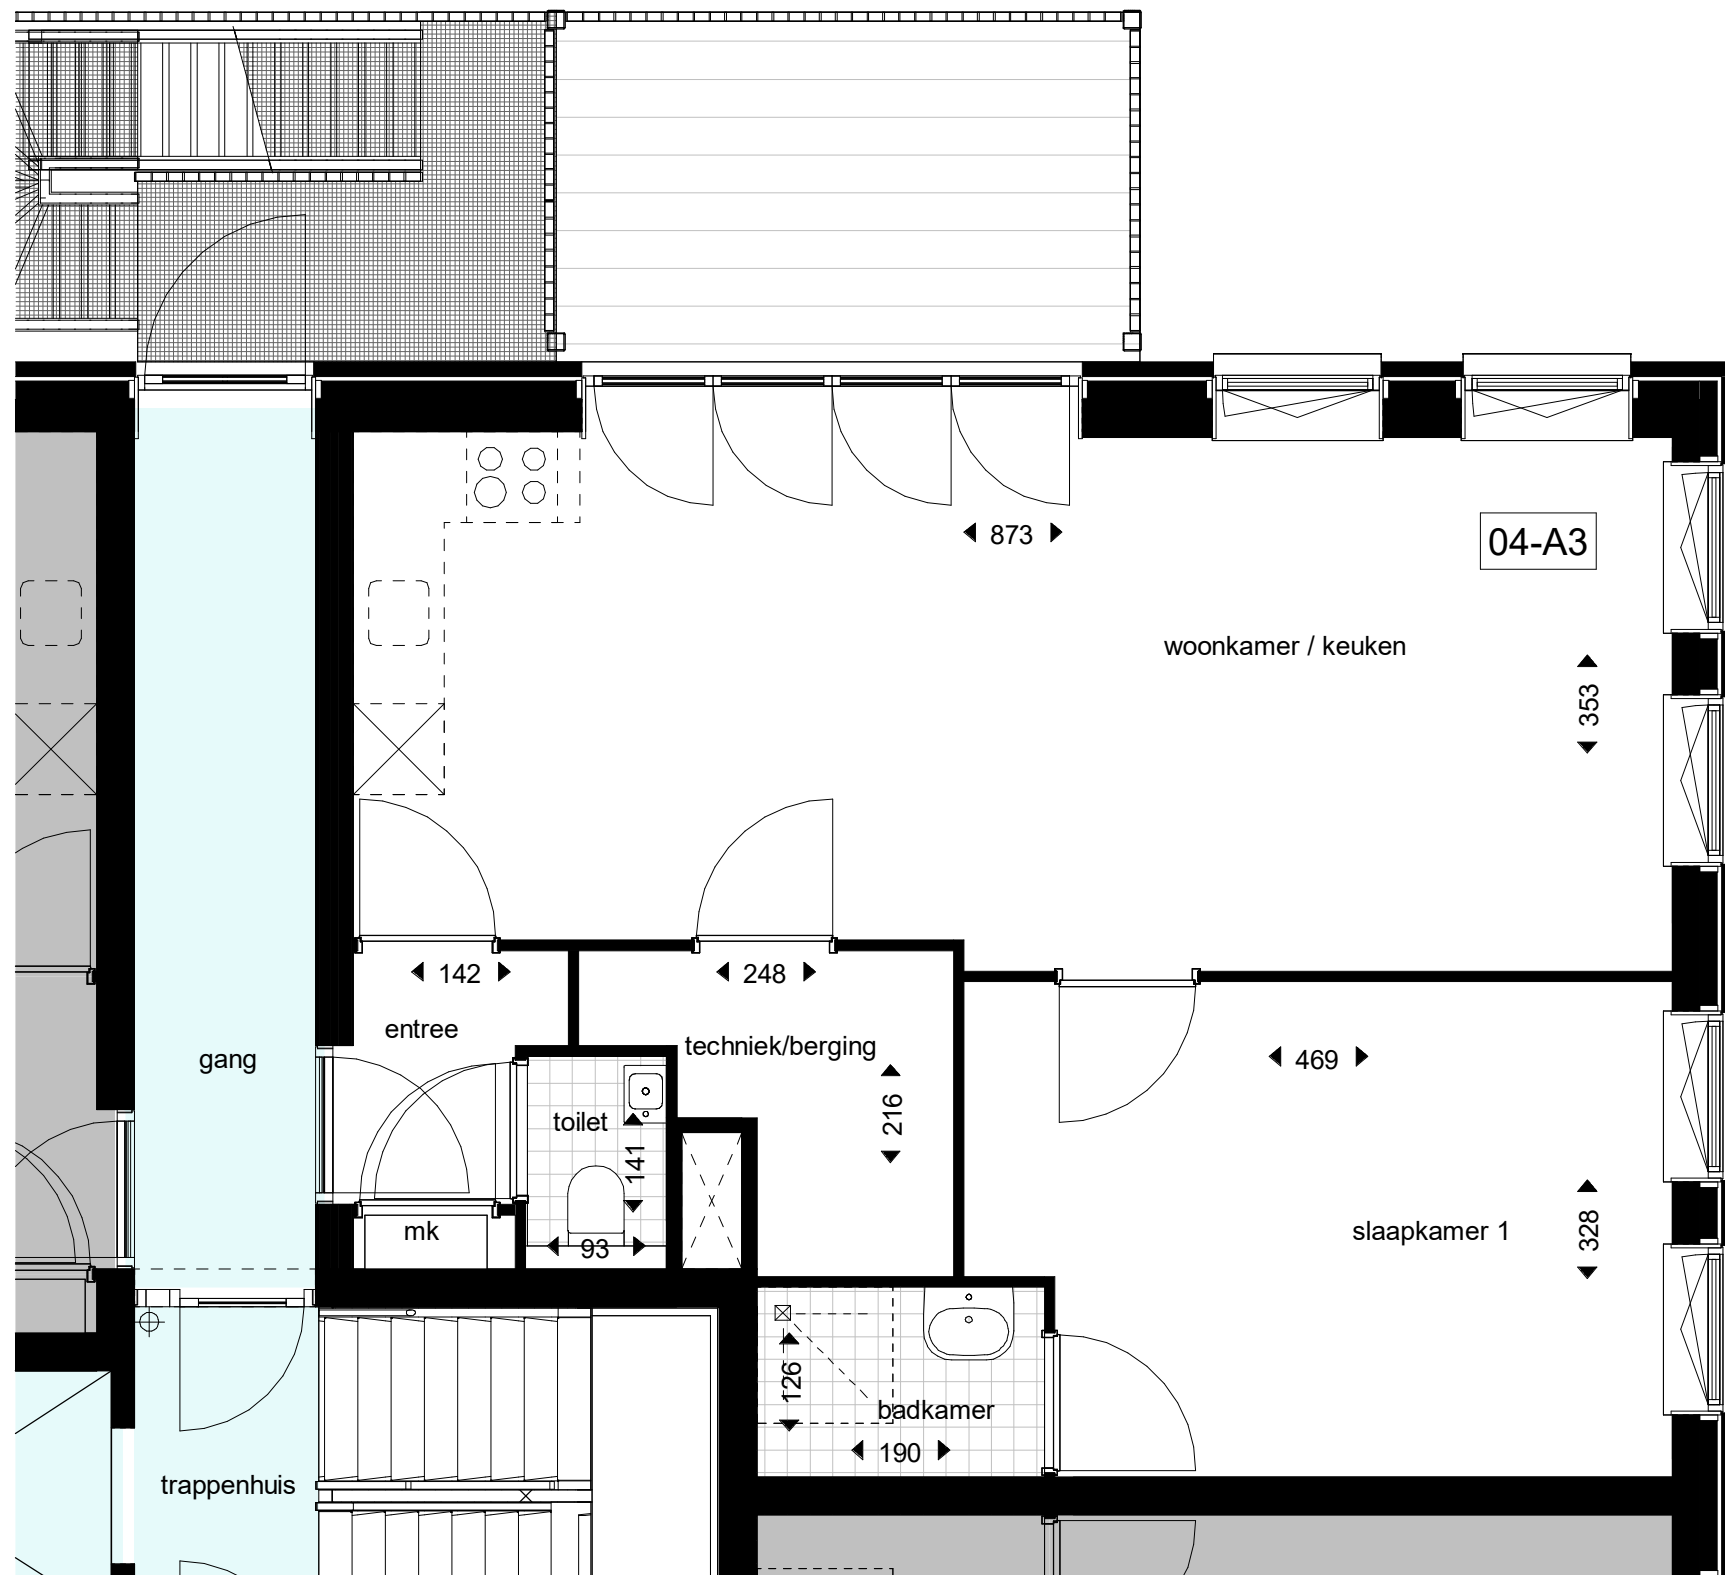 873
04-A3
woonkamer / keuken
353
142
248
entree
techniek/berging
gang
469
216
toilet
141
mk
93
slaapkamer 1
328
126
badkamer
190
trappenhuis